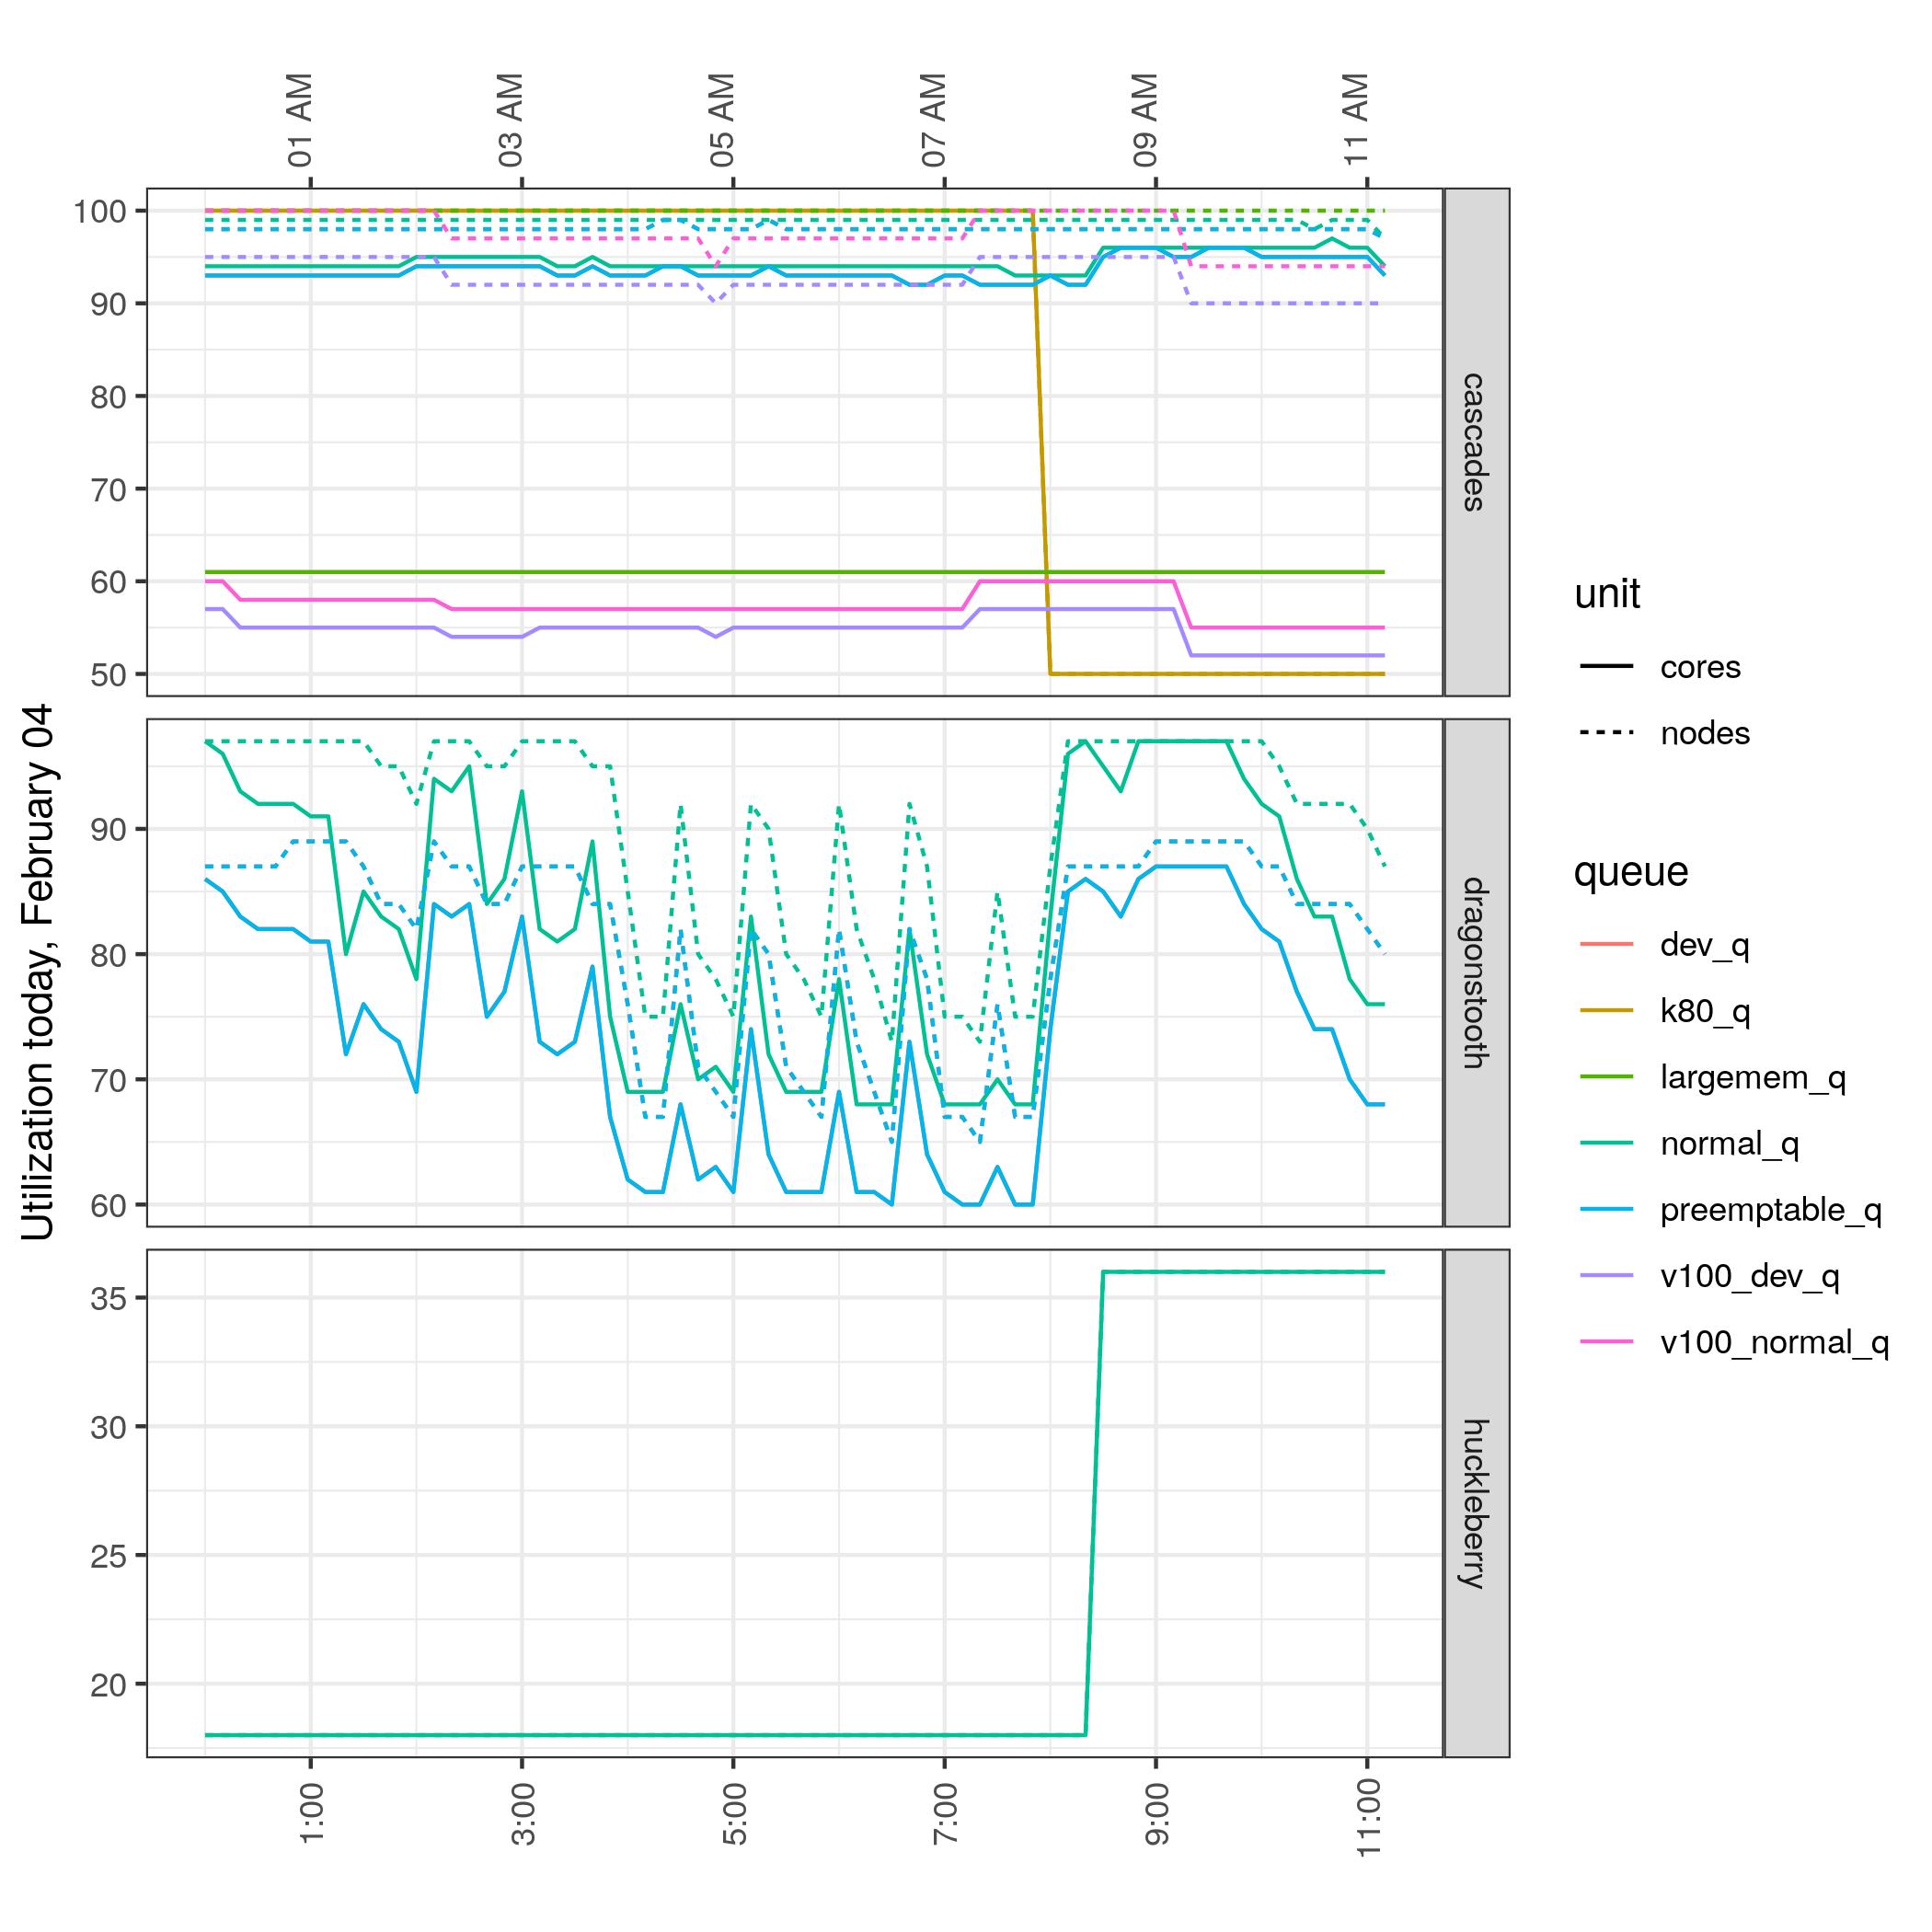 01 AM
03 AM
05 AM
07 AM
09 AM
11 AM
Utilization today, February 04
100
90
80
70
60
50
cascades
90
80
70
60
dragonstooth
35
30
25
20
huckleberry
1:00
3:00
5:00
7:00
9:00
11:00
unit
cores
nodes
queue
dev_q
k80_q
largemem_q
normal_q
preemptable_q
v100_dev_q
v100_normal_q